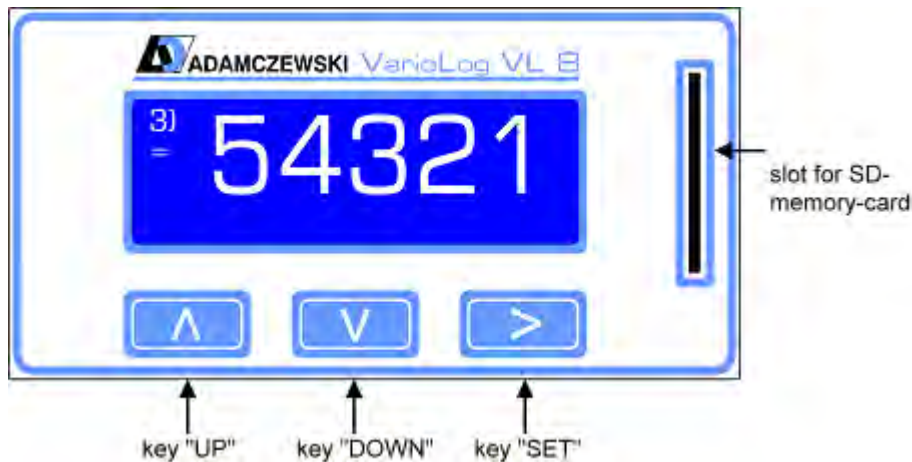 ADAMCZEWSKI VarioLog VL 8
3) 54321
slot for SD-
memory-card
key "UP" key "DOWN" key "SET"